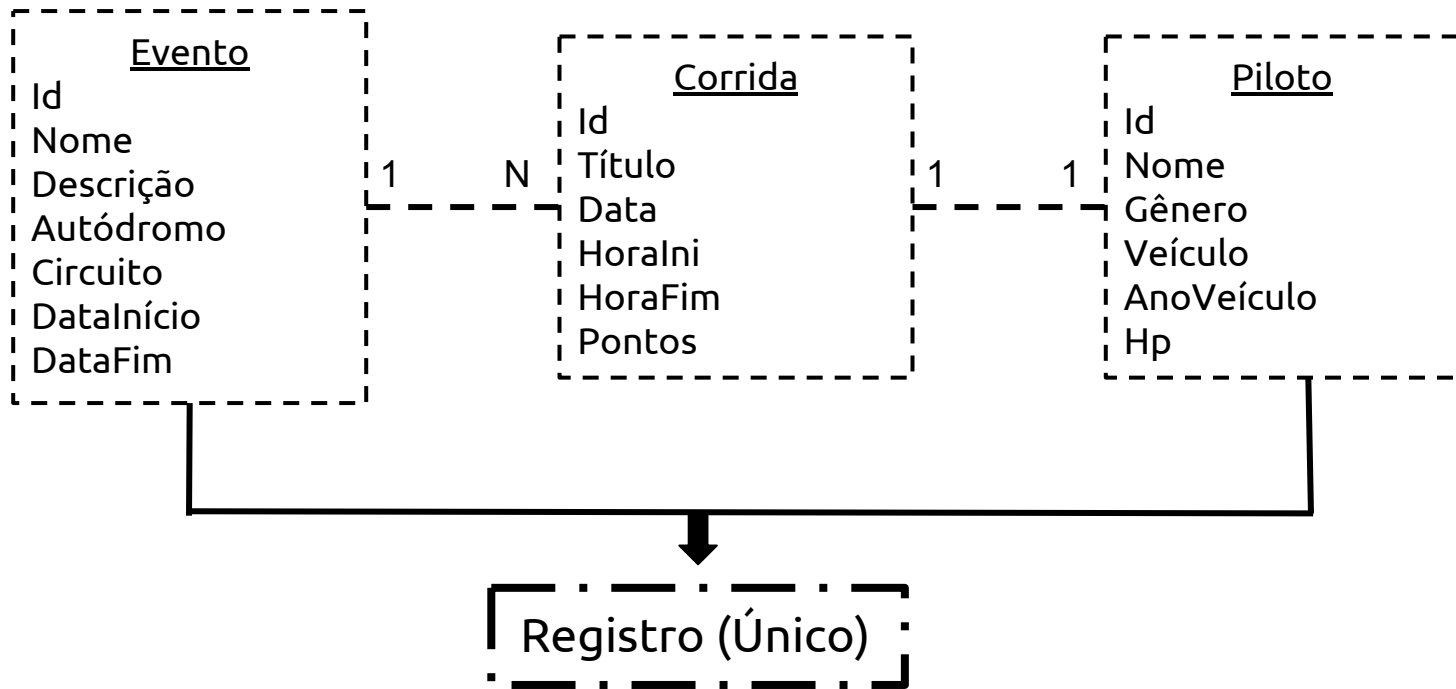 Evento
Id
Nome
Descrição
Autódromo
Circuito
DataInício
DataFim
1
N
Corrida
Id
Título
Data
HoraIni
HoraFim
Pontos
1
1
Piloto
Id
Nome
Gênero
Veículo
AnoVeículo
Hp
Registro (Único)